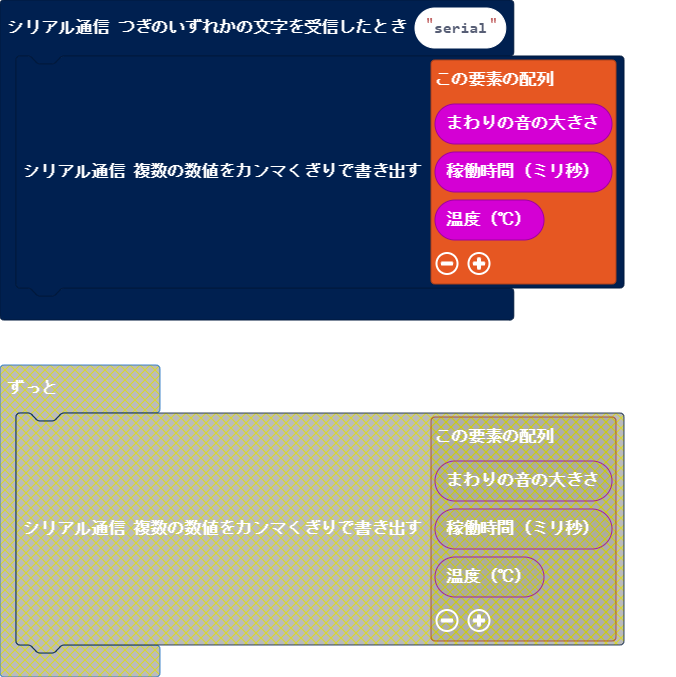 シリアル通信 つぎのいずれかの文字を受信したとき "serial"
この要素の配列
まわりの音の大きさ
シリアル通信 複数の数値をカンマくぎりで書き出す 稼働時間（ミリ秒）
温度（℃）
ずっと
この要素の配列
まわりの音の大きさ
シリアル通信 複数の数値をカンマくぎりで書き出す 稼働時間（ミリ秒）
温度（℃）